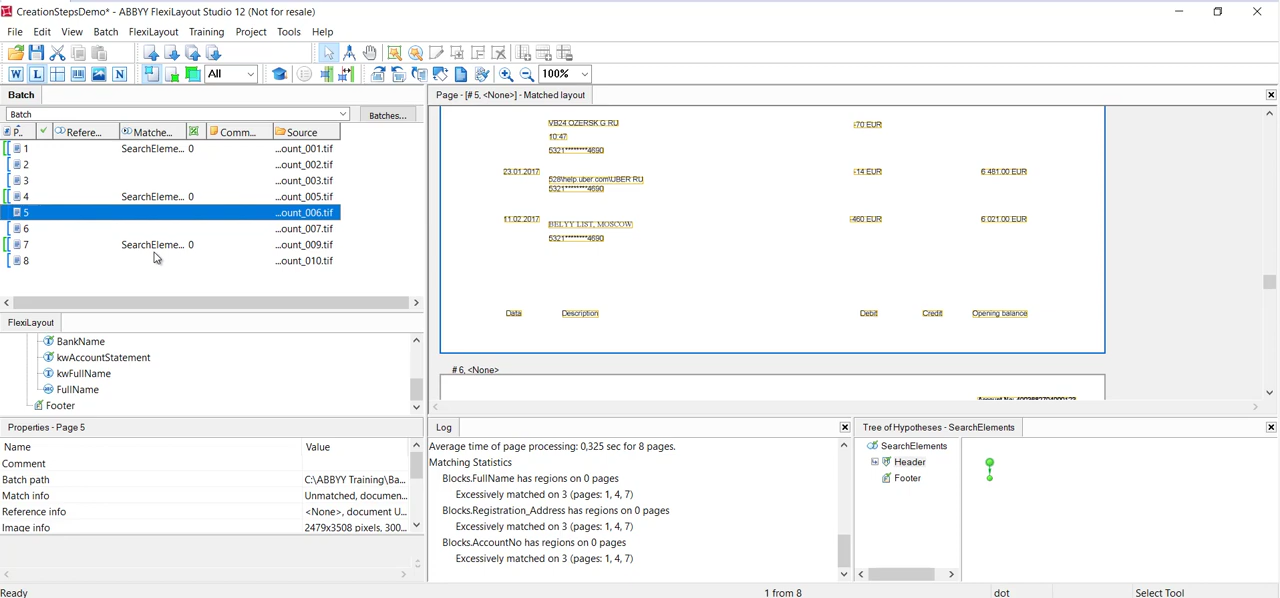 CreationStepsDemo* - ABBYY FlexiLayout Studio 12 (Not for resale)
File Edit View Batch FlexiLayout Training Project Tools Help
W L N All 100%
Batch
Batch Batches...
P.. Refere... Matche... Comm... Source
1 SearchEleme... 0 ...ount_001.tif
2 ...ount_002.tif
3 ...ount_003.tif
4 SearchEleme... 0 ...ount_005.tif
5 ...ount_006.tif
6 ...ount_007.tif
7 SearchEleme... 0 ...ount_009.tif
8 ...ount_010.tif
FlexiLayout
BankName
kwAccountStatement
kwFullName
FullName
Footer
Properties - Page 5
Name Value
Comment
Batch path C:\ABBYY Training\Ba...
Match info Unmatched, documen...
Reference info <None>, document U...
Image info 2479x3508 pixels, 300...
Page - [# 5, <None>] - Matched layout
VB24 OZERSK G RU -70 EUR
10:47
5321********4690
23.01.2017 528\help.uber.com\UBER RU -14 EUR 6 481.00 EUR
5321********4690
11.02.2017 BELYY LIST, MOSCOW -460 EUR 6 021.00 EUR
5321********4690
Data Description Debit Credit Opening balance
# 6, <None>
Log
Average time of page processing: 0,325 sec for 8 pages.
Matching Statistics
Blocks.FullName has regions on 0 pages
Excessively matched on 3 (pages: 1, 4, 7)
Blocks.Registration_Address has regions on 0 pages
Excessively matched on 3 (pages: 1, 4, 7)
Blocks.AccountNo has regions on 0 pages
Excessively matched on 3 (pages: 1, 4, 7)
Tree of Hypotheses - SearchElements
SearchElements
Header
Footer
Ready 1 from 8 dot Select Tool